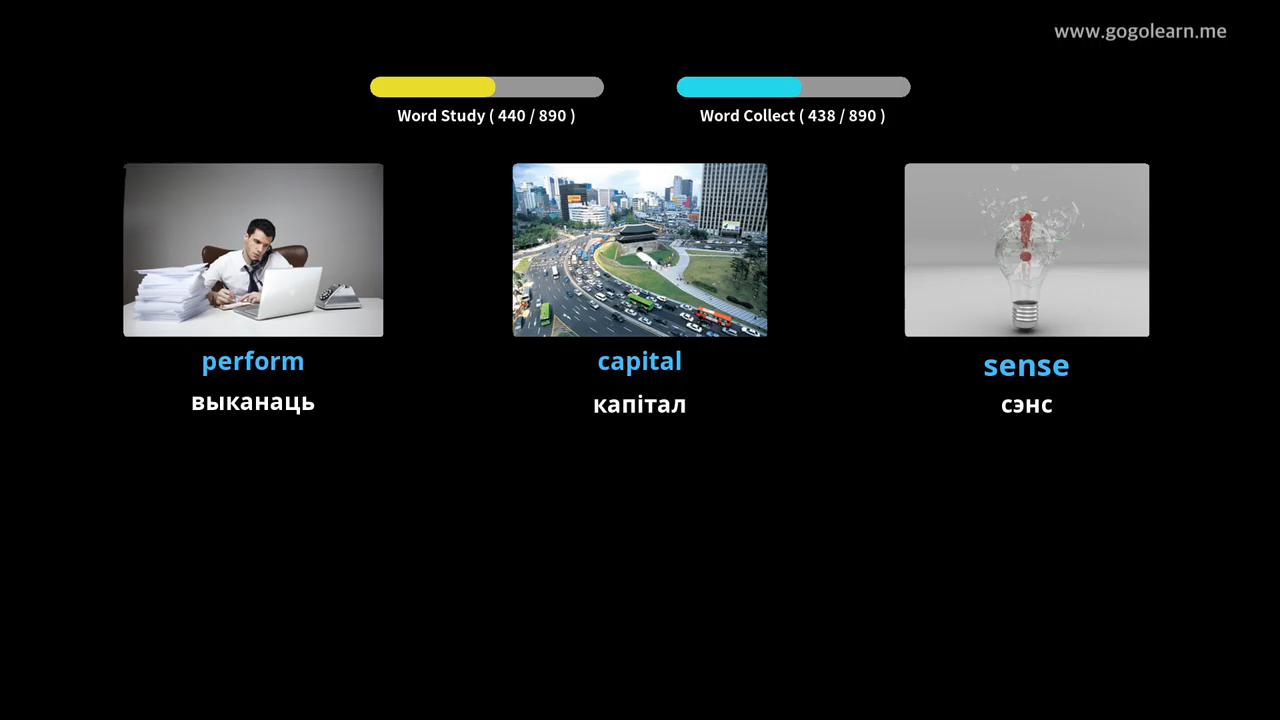 www.gogolearn.me
Word Study ( 440 / 890 )
Word Collect ( 438 / 890 )
perform
capital
sense
выканаць
капітал
сэнс